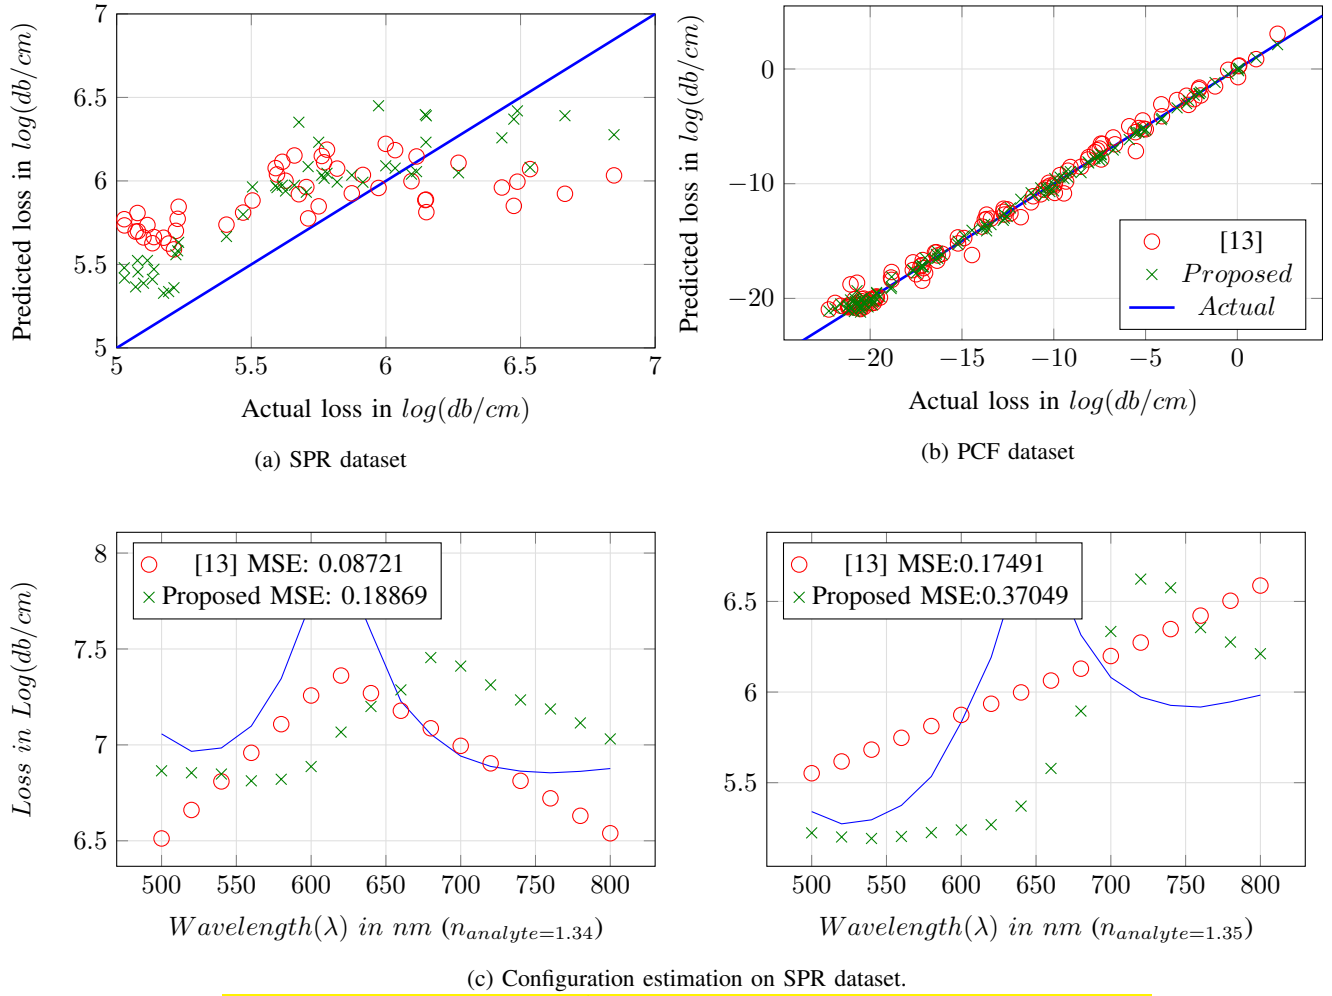 7
6.5
6
5.5
5
5
5.5
6
6.5
7
Predicted loss in log(db/cm)
Actual loss in log(db/cm)
(a) SPR dataset
0
−10
−20
−20
−15
−10
−5
0
Predicted loss in log(db/cm)
Actual loss in log(db/cm)
[13]
Proposed
Actual
(b) PCF dataset
8
7.5
7
6.5
500
550
600
650
700
750
800
Loss in Log(db/cm)
[13] MSE: 0.08721
Proposed MSE: 0.18869
Wavelength(λ) in nm (n_analyte=1.34)
6.5
6
5.5
500
550
600
650
700
750
800
[13] MSE:0.17491
Proposed MSE:0.37049
Wavelength(λ) in nm (n_analyte=1.35)
(c) Configuration estimation on SPR dataset.